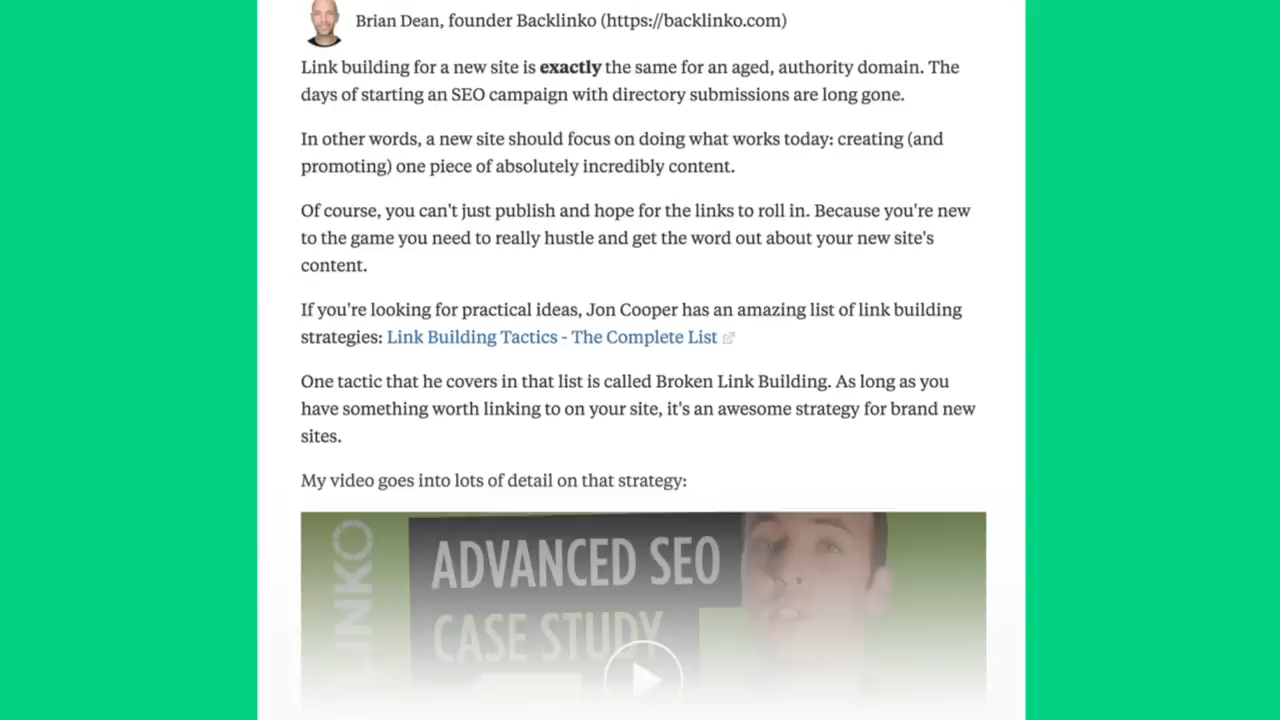 Brian Dean, founder Backlinko (https://backlinko.com)
Link building for a new site is exactly the same for an aged, authority domain. The
days of starting an SEO campaign with directory submissions are long gone.
In other words, a new site should focus on doing what works today: creating (and
promoting) one piece of absolutely incredibly content.
Of course, you can't just publish and hope for the links to roll in. Because you're new
to the game you need to really hustle and get the word out about your new site's
content.
If you're looking for practical ideas, Jon Cooper has an amazing list of link building
strategies: Link Building Tactics - The Complete List
One tactic that he covers in that list is called Broken Link Building. As long as you
have something worth linking to on your site, it's an awesome strategy for brand new
sites.
My video goes into lots of detail on that strategy:
ADVANCED SEO
CASE STUDY